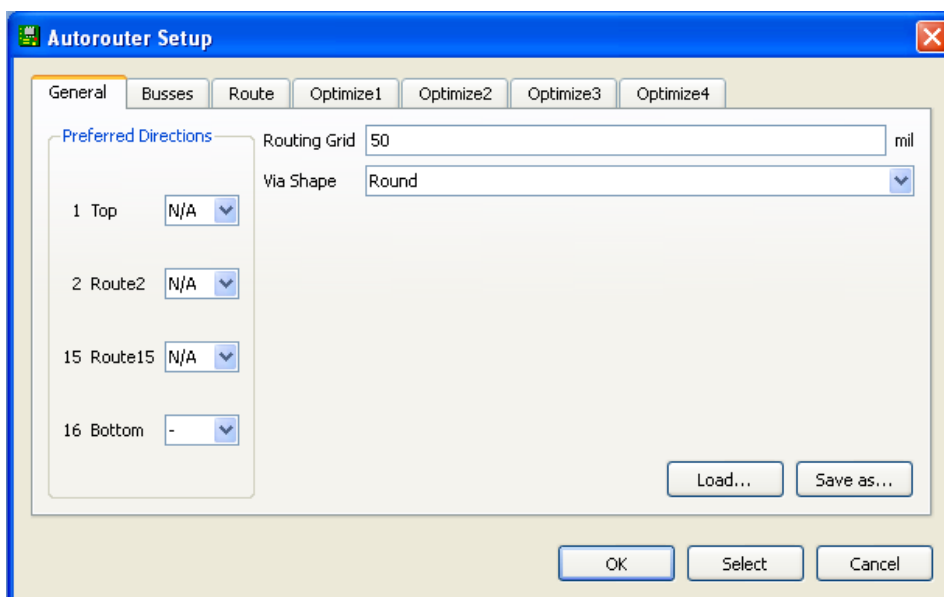 Autorouter Setup
General Busses Route Optimize1 Optimize2 Optimize3 Optimize4
Preferred Directions
Routing Grid 50 mil
Via Shape Round
1 Top N/A
2 Route2 N/A
15 Route15 N/A
16 Bottom -
Load... Save as...
OK Select Cancel